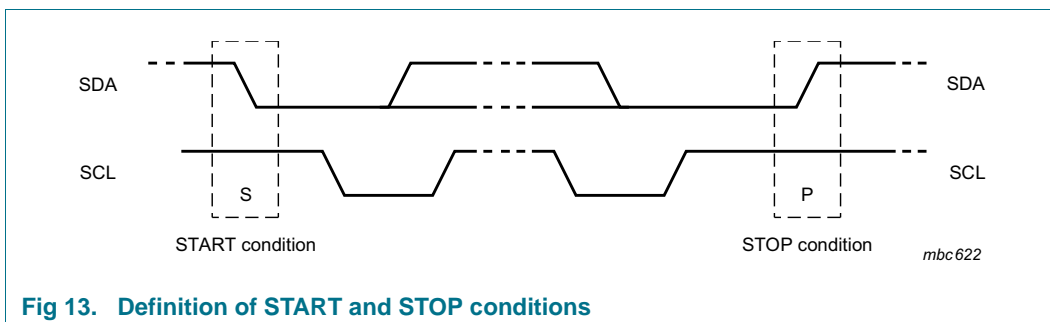 SDA
SDA
SCL
SCL
S
P
START condition
STOP condition
mbc622
Fig 13. Definition of START and STOP conditions